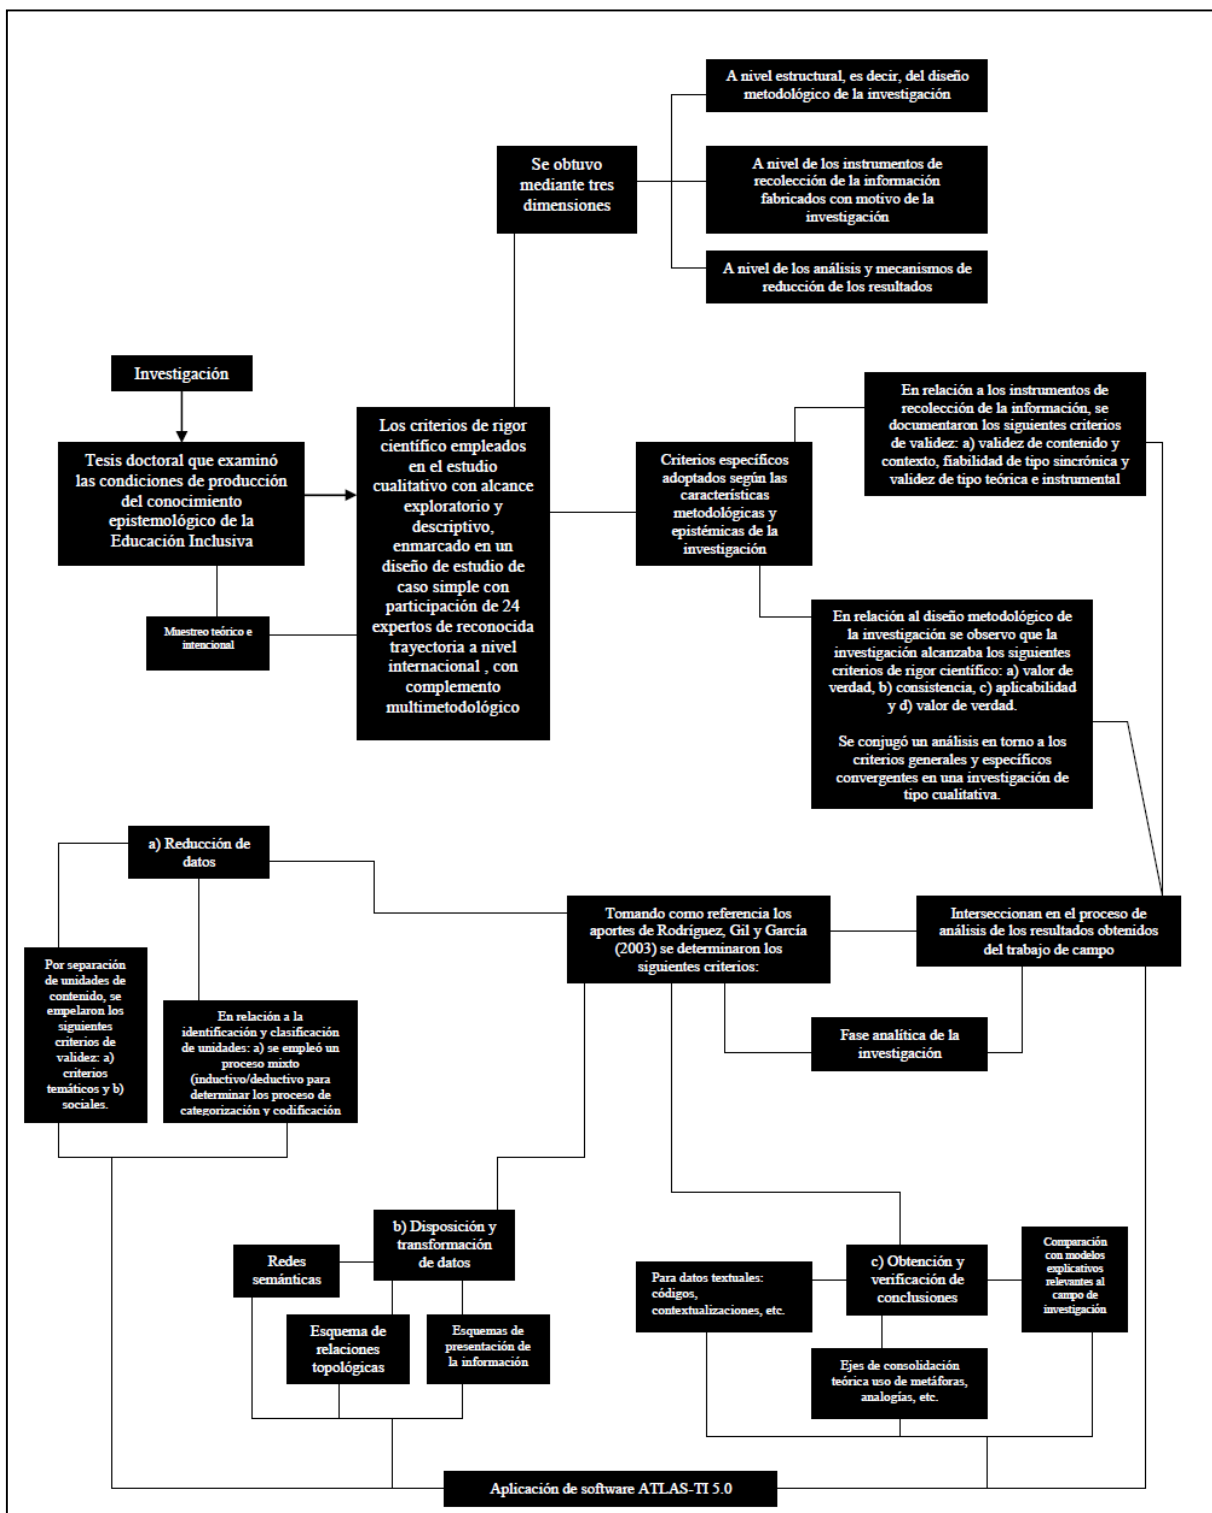 A nivel estructural, es decir, del diseño
metodológico de la investigación
Se obtuvo
mediante tres
dimensiones
A nivel de los instrumentos de
recolección de la información
fabricados con motivo de la
investigación
A nivel de los análisis y mecanismos de
reducción de los resultados
Investigación
Tesis doctoral que examinó
las condiciones de producción
del conocimiento
epistemológico de la
Educación Inclusiva
Muestreo teórico e
intencional
Los criterios de rigor
científico empleados
en el estudio
cualitativo con alcance
exploratorio y
descriptivo,
enmarcado en un
diseño de estudio de
caso simple con
participación de 24
expertos de reconocida
trayectoria a nivel
internacional , con
complemento
multimetodológico
Criterios específicos
adoptados según las
características
metodológicas y
epistémicas de la
investigación
En relación a los instrumentos de
recolección de la información, se
documentaron los siguientes criterios
de validez: a) validez de contenido y
contexto, fiabilidad de tipo sincrónica y
validez de tipo teórica e instrumental
En relación al diseño metodológico de
la investigación se observo que la
investigación alcanzaba los siguientes
criterios de rigor científico: a) valor de
verdad, b) consistencia, c) aplicabilidad
y d) valor de verdad.
Se conjugó un análisis en torno a los
criterios generales y específicos
convergentes en una investigación de
tipo cualitativa.
a) Reducción de
datos
Tomando como referencia los
aportes de Rodríguez, Gil y García
(2003) se determinaron los
siguientes criterios:
Interseccionan en el proceso de
análisis de los resultados obtenidos
del trabajo de campo
Por separación
de unidades de
contenido, se
empelaron los
siguientes
criterios de
validez: a)
criterios
temáticos y b)
sociales.
En relación a la
identificación y clasificación
de unidades: a) se empleó un
proceso mixto
(inductivo/deductivo para
determinar los proceso de
categorización y codificación
Fase analítica de la
investigación
b) Disposición y
transformación
de datos
Redes
semánticas
Esquema de
relaciones
topológicas
Esquemas de
presentación de
la información
Para datos textuales:
códigos,
contextualizaciones, etc.
c) Obtención y
verificación de
conclusiones
Comparación
con modelos
explicativos
relevantes al
campo de
investigación
Ejes de consolidación
teórica uso de metáforas,
analogías, etc.
Aplicación de software ATLAS-TI 5.0